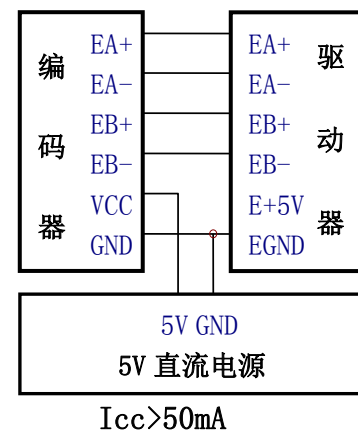 编码器
EA+
EA-
EB+
EB-
VCC
GND
EA+
EA-
EB+
EB-
E+5V
EGND
驱动器
5V GND
5V 直流电源
Icc>50mA